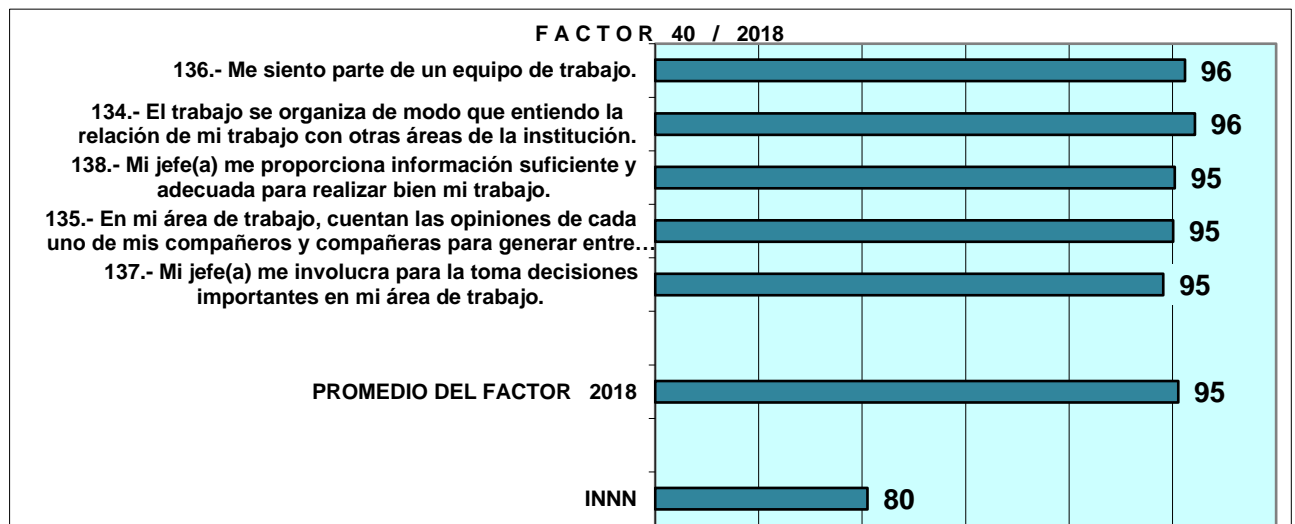 FACTOR 40 / 2018
136.- Me siento parte de un equipo de trabajo.
96
134.- El trabajo se organiza de modo que entiendo la
relación de mi trabajo con otras áreas de la institución.
96
138.- Mi jefe(a) me proporciona información suficiente y
adecuada para realizar bien mi trabajo.
95
135.- En mi área de trabajo, cuentan las opiniones de cada
uno de mis compañeros y compañeras para generar entre…
95
137.- Mi jefe(a) me involucra para la toma decisiones
importantes en mi área de trabajo.
95
PROMEDIO DEL FACTOR 2018
95
INNN
80